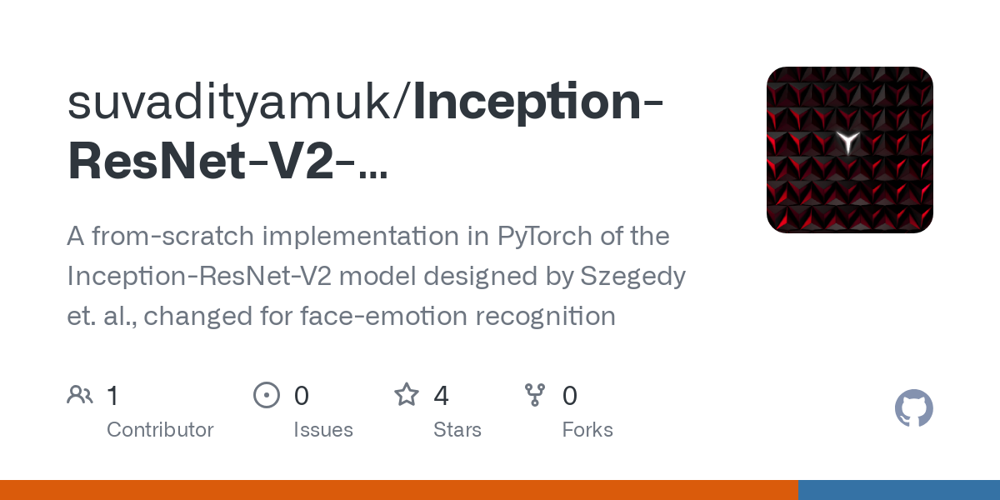 suvadityamuk/Inception-
ResNet-V2-...
A from-scratch implementation in PyTorch of the
Inception-ResNet-V2 model designed by Szegedy
et. al., changed for face-emotion recognition
1 0 4 0
Contributor Issues Stars Forks